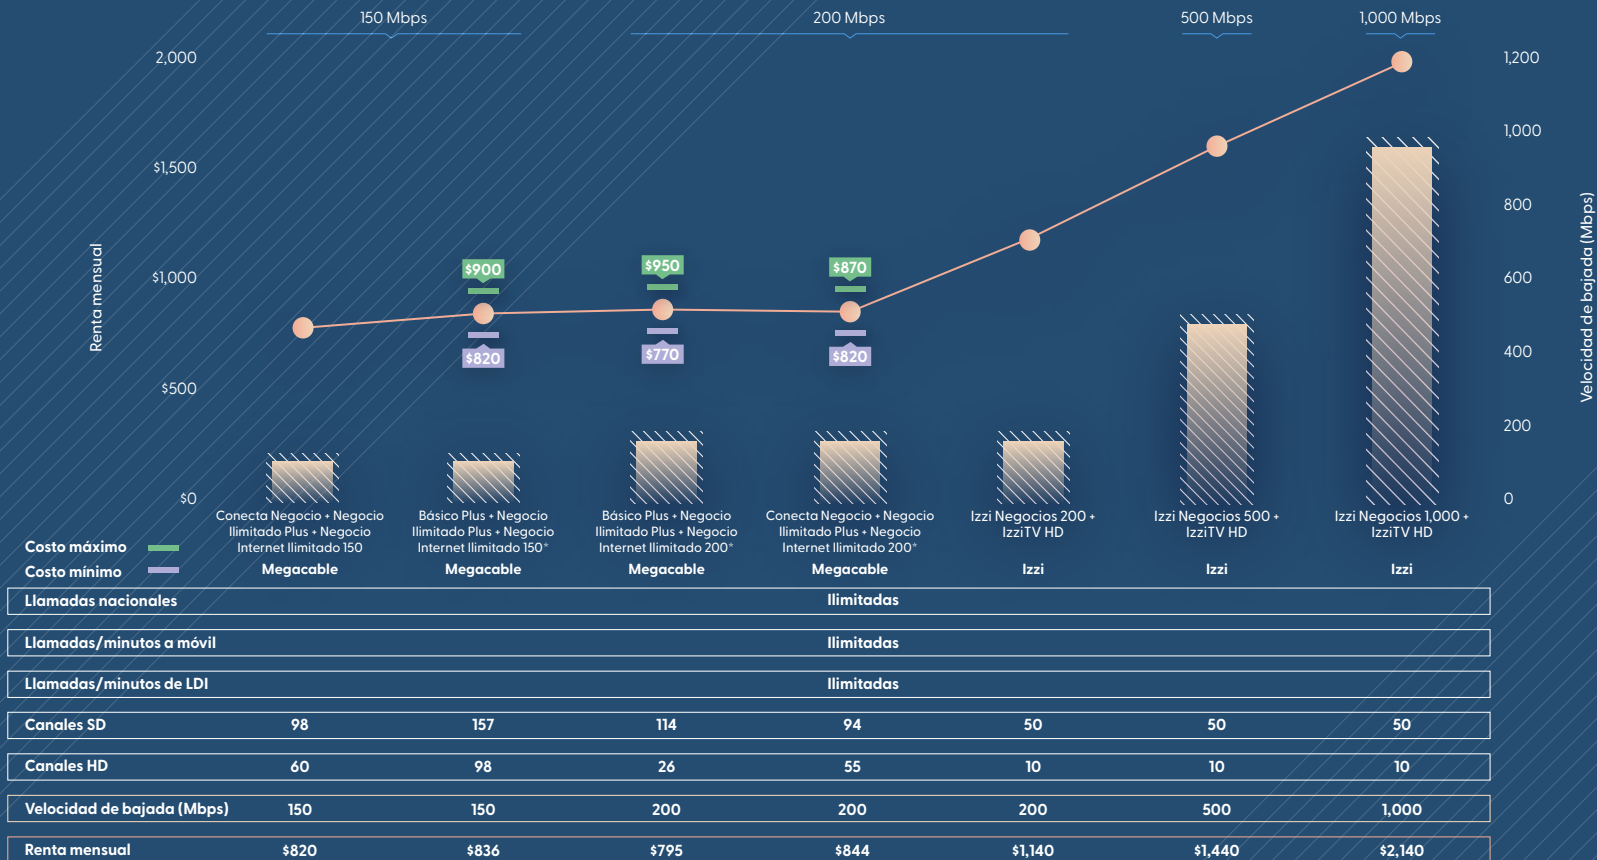 150 Mbps
200 Mbps
500 Mbps
1,000 Mbps
2,000
$1,500
$1,000
$500
$0
Renta mensual
1,200
1,000
800
600
400
200
0
Velocidad de bajada (Mbps)
$900
$820
$950
$770
$870
$820
Conecta Negocio + Negocio
Ilimitado Plus + Negocio
Internet Ilimitado 150
Megacable
Básico Plus + Negocio
Ilimitado Plus + Negocio
Internet Ilimitado 150*
Megacable
Básico Plus + Negocio
Ilimitado Plus + Negocio
Internet Ilimitado 200*
Megacable
Conecta Negocio + Negocio
Ilimitado Plus + Negocio
Internet Ilimitado 200*
Megacable
Izzi Negocios 200 +
IzziTV HD
Izzi
Izzi Negocios 500 +
IzziTV HD
Izzi
Izzi Negocios 1,000 +
IzziTV HD
Izzi
Costo máximo
Costo mínimo
Llamadas nacionales Ilimitadas
Llamadas/minutos a móvil Ilimitadas
Llamadas/minutos de LDI Ilimitadas
Canales SD 98 157 114 94 50 50 50
Canales HD 60 98 26 55 10 10 10
Velocidad de bajada (Mbps) 150 150 200 200 200 500 1,000
Renta mensual $820 $836 $795 $844 $1,140 $1,440 $2,140